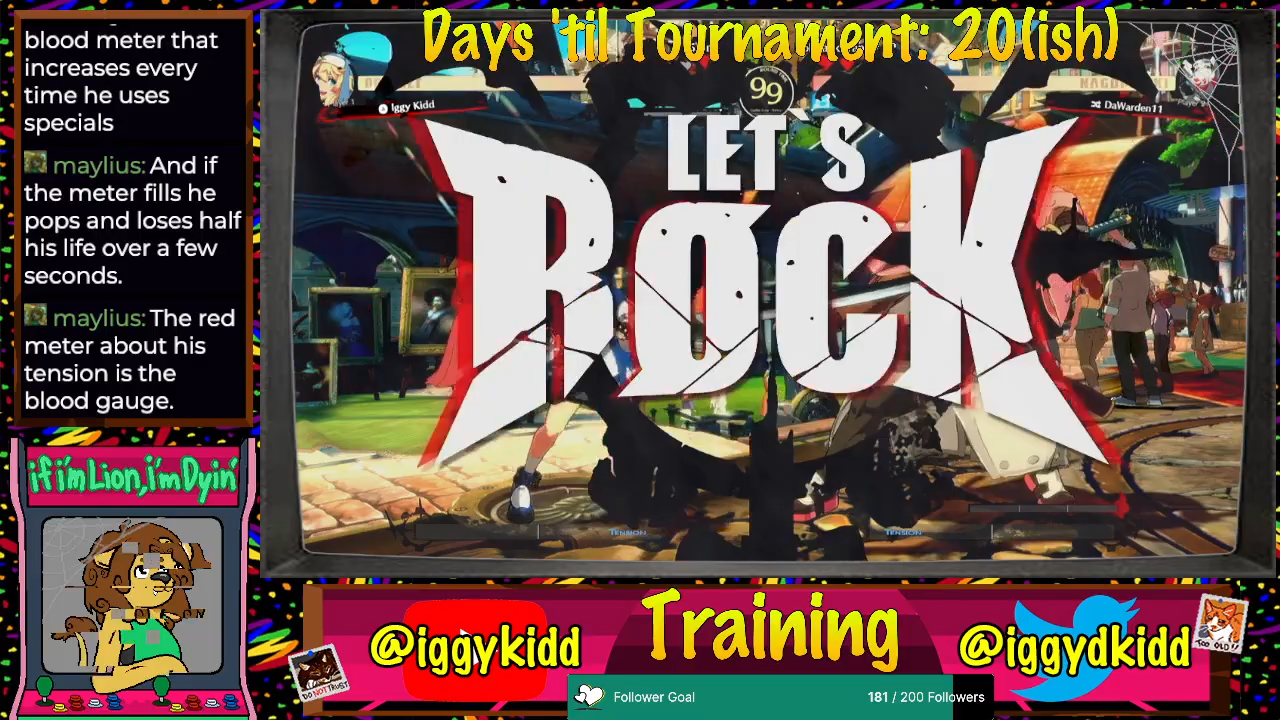 blood meter that
increases every
time he uses
specials
maylius: And if
the meter fills he
pops and loses half
his life over a few
seconds.
maylius: The red
meter about his
tension is the
blood gauge.
Days 'til Tournament: 20(ish)
99
Iggy Kidd
DaWarden11
LET`S
ROCK
TENSION
TENSION
if i'm Lion, i'm Dyin'
@iggykidd
Training
@iggydkidd
DO NOT TRUST
TOO OLD!!
Follower Goal
181 / 200 Followers